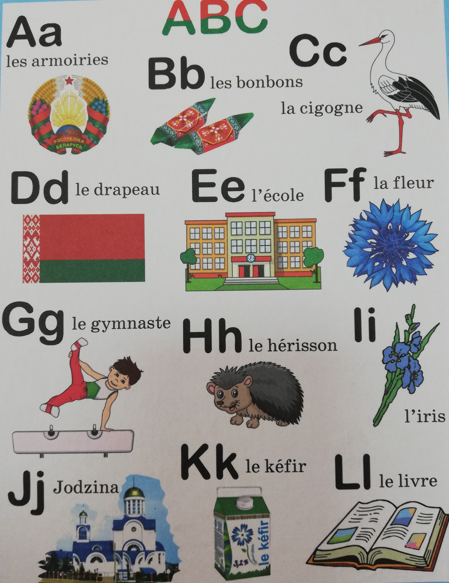 ABC
Aa
les armoiries
Bb les bonbons
Cc
la cigogne
Dd le drapeau
Ee l'école
Ff la fleur
Gg le gymnaste
Hh le hérisson
Ii
l'iris
Jj Jodzina
Kk le kéfir
le kéfir
Ll le livre